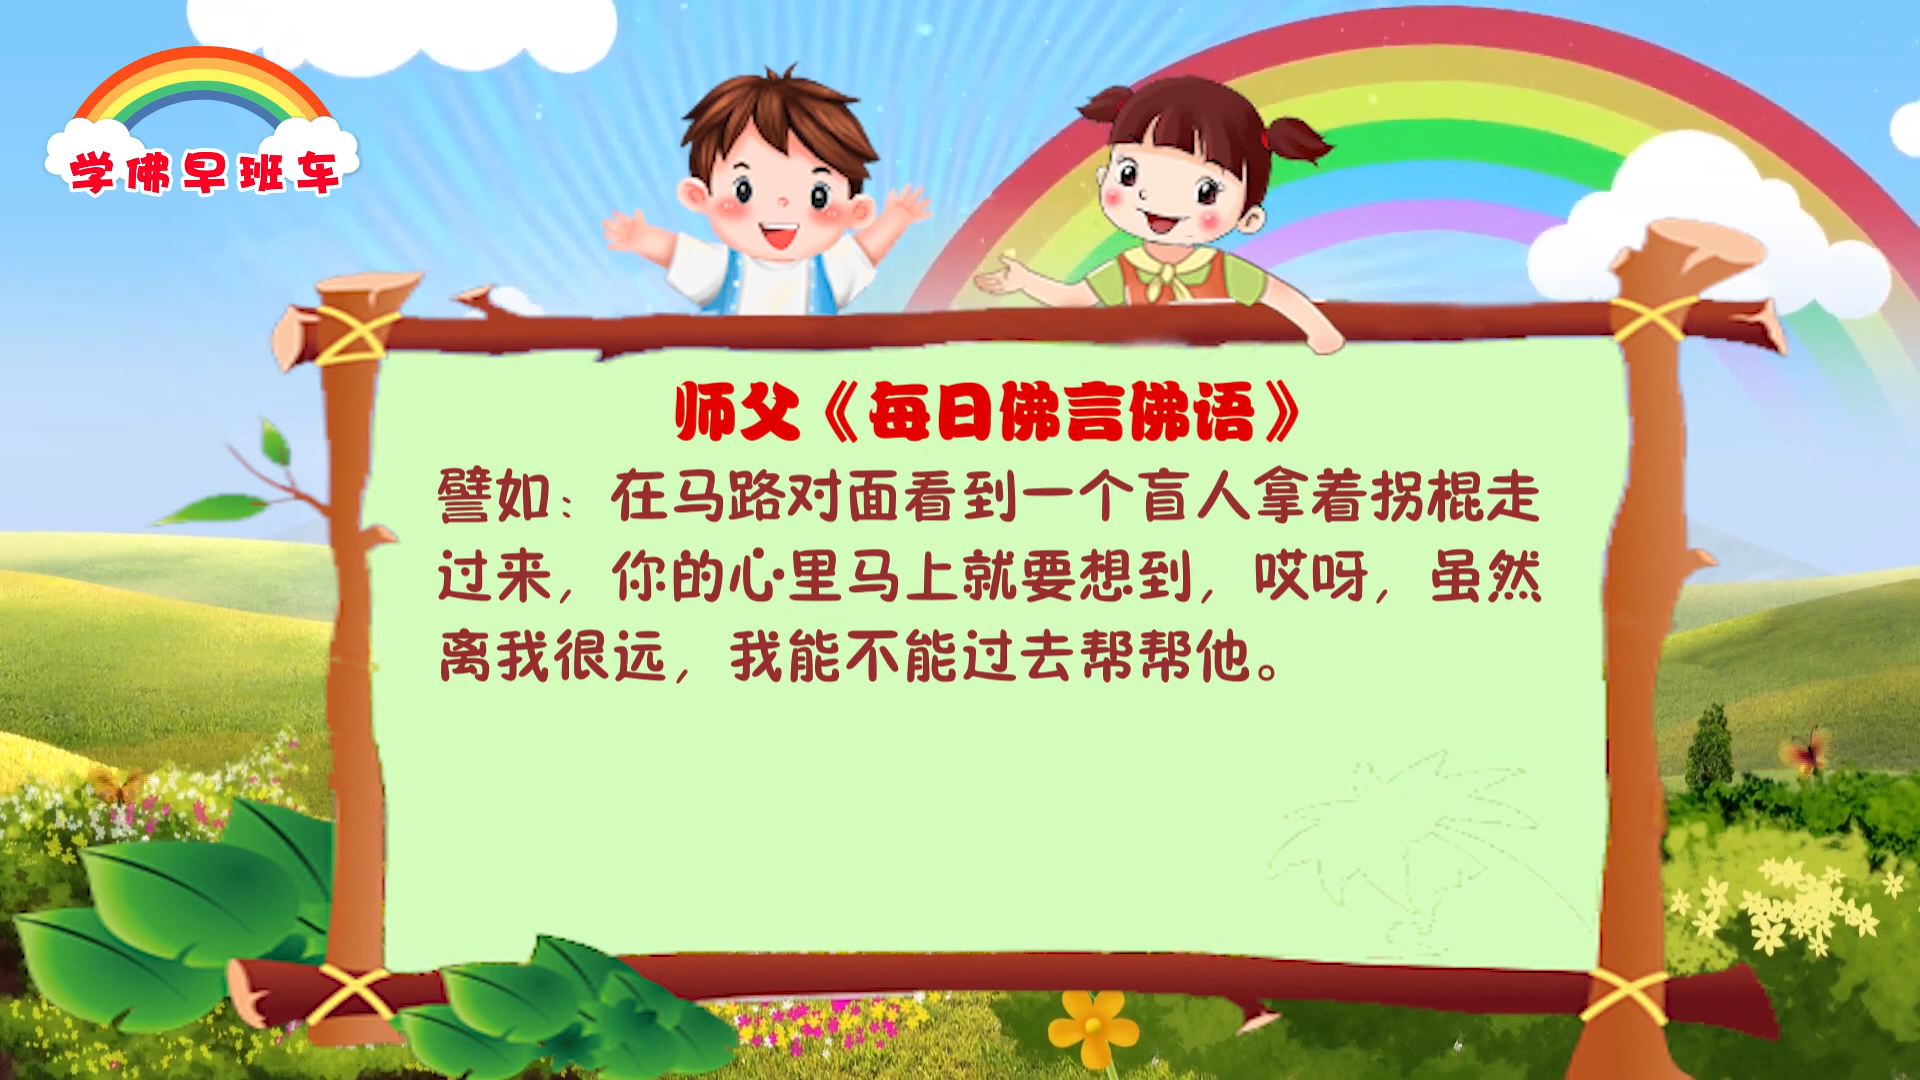 学佛早班车
师父《每日佛言佛语》
譬如：在马路对面看到一个盲人拿着拐棍走
过来，你的心里马上就要想到，哎呀，虽然
离我很远，我能不能过去帮帮他。